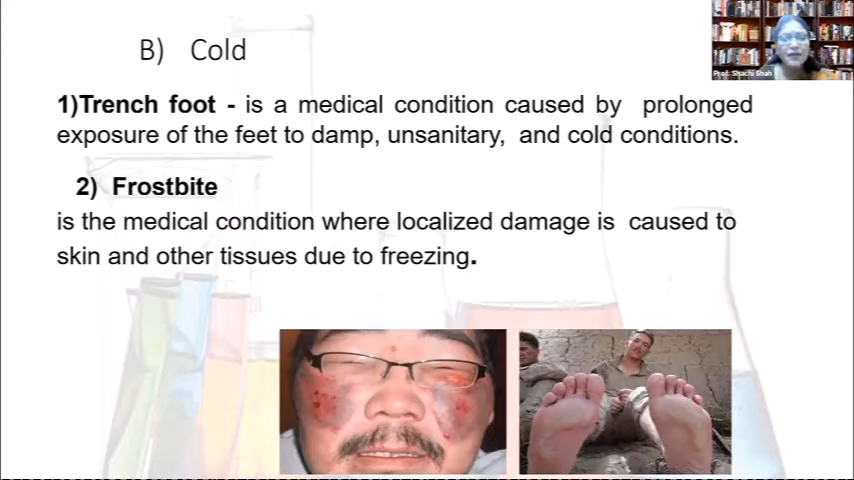 B) Cold
Prof. Shachi Shah
1)Trench foot - is a medical condition caused by prolonged
exposure of the feet to damp, unsanitary, and cold conditions.
2) Frostbite
is the medical condition where localized damage is caused to
skin and other tissues due to freezing.